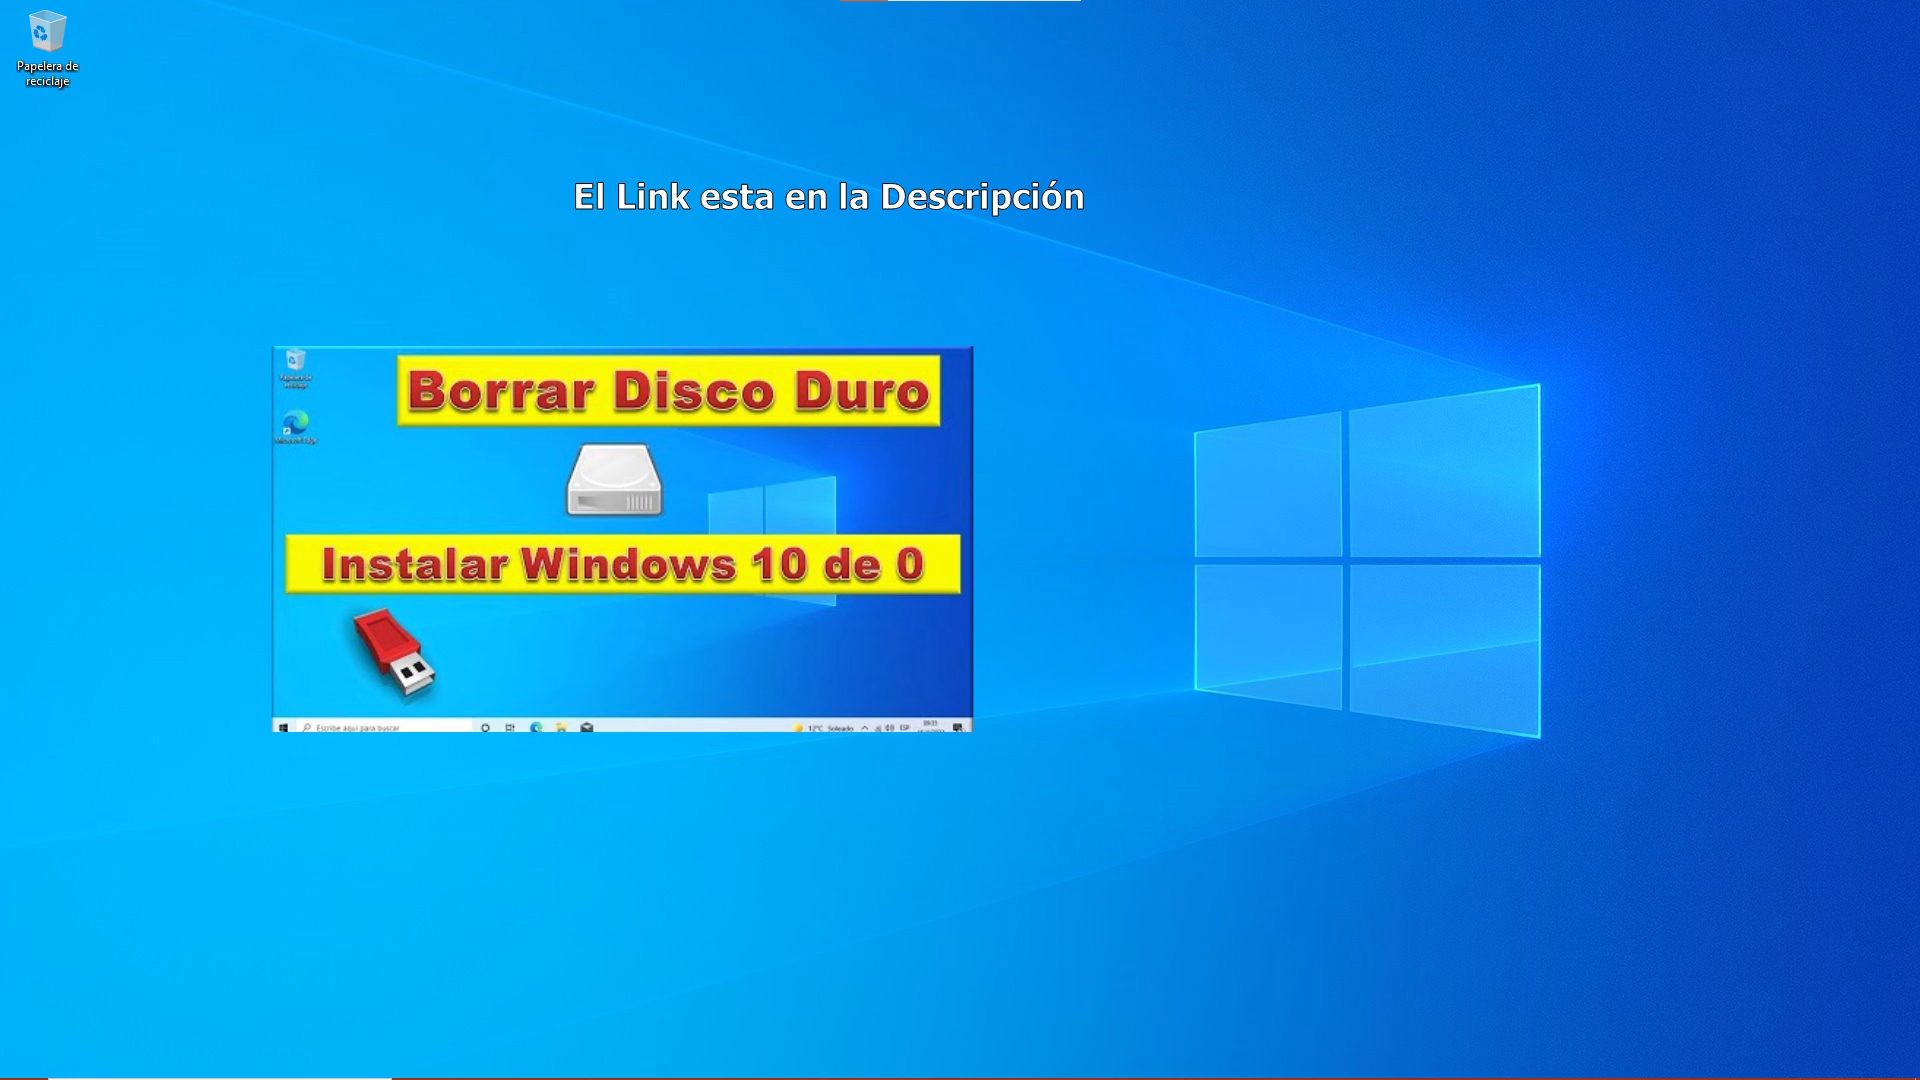 Papelera de
reciclaje
El Link esta en la Descripción
Borrar Disco Duro
Instalar Windows 10 de 0
Escribe aquí para buscar
12°C Soleado
ESP